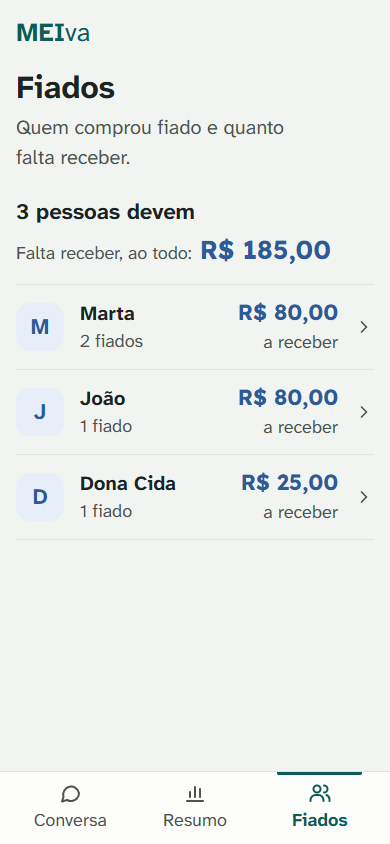 MEIva
Fiados
Quem comprou fiado e quanto
falta receber.
3 pessoas devem
Falta receber, ao todo: R$ 185,00
M
Marta
R$ 80,00
2 fiados
a receber
J
João
R$ 80,00
1 fiado
a receber
D
Dona Cida
R$ 25,00
1 fiado
a receber
Conversa
Resumo
Fiados